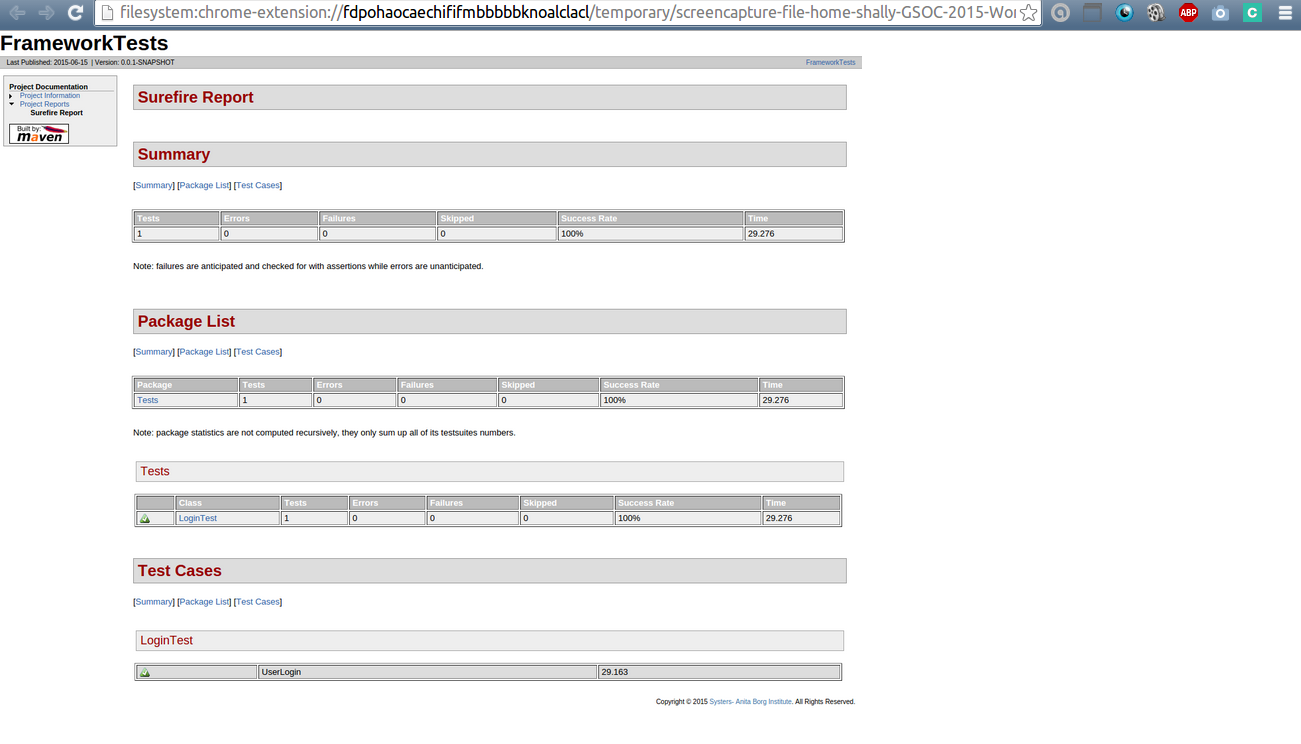 filesystem:chrome-extension://fdpohaocaechififmbbbbbknoalclacl/temporary/screencapture-file-home-shally-GSOC-2015-Wor
ABP
C
FrameworkTests
Last Published: 2015-06-15 | Version: 0.0.1-SNAPSHOT FrameworkTests
Project Documentation
Project Information
Project Reports
Surefire Report
Built by:
maven
Surefire Report
Summary
[Summary] [Package List] [Test Cases]
Tests Errors Failures Skipped Success Rate Time
1 0 0 0 100% 29.276
Note: failures are anticipated and checked for with assertions while errors are unanticipated.
Package List
[Summary] [Package List] [Test Cases]
Package Tests Errors Failures Skipped Success Rate Time
Tests 1 0 0 0 100% 29.276
Note: package statistics are not computed recursively, they only sum up all of its testsuites numbers.
Tests
Class Tests Errors Failures Skipped Success Rate Time
LoginTest 1 0 0 0 100% 29.276
Test Cases
[Summary] [Package List] [Test Cases]
LoginTest
UserLogin 29.163
Copyright © 2015 Systers- Anita Borg Institute. All Rights Reserved.